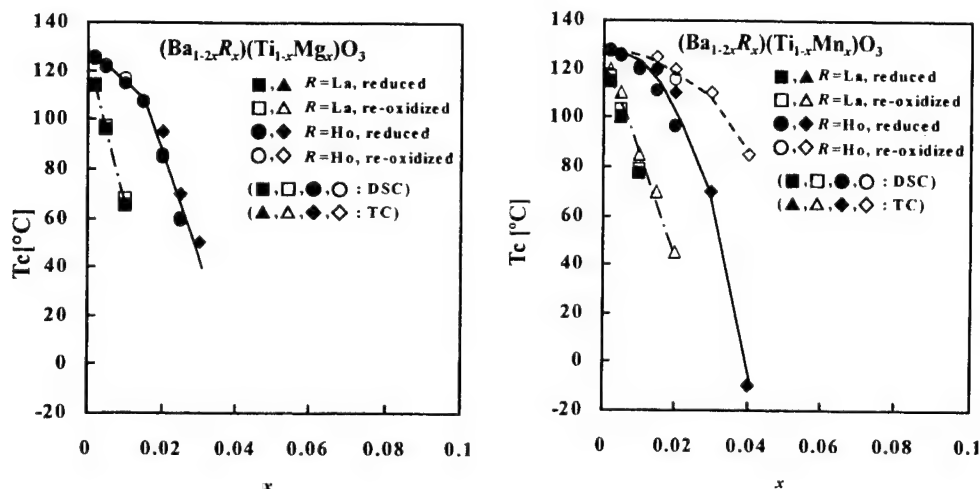 (Ba1-2xRx)(Ti1-xMgx)O3
■,▲ R=La, reduced
□,△ R=La, re-oxidized
●,◆ R=Ho, reduced
○,◇ R=Ho, re-oxidized
(■,□,●,○: DSC)
(▲,△,◆,◇: TC)
Tc[°C]
140
120
100
80
60
40
20
0
-20
0
0.02
0.04
0.06
0.08
0.1
x
(Ba1-2xRx)(Ti1-xMnx)O3
■,▲ R=La, reduced
□,△ R=La, re-oxidized
●,◆ R=Ho, reduced
○,◇ R=Ho, re-oxidized
(■,□,●,○: DSC)
(▲,△,◆,◇: TC)
Tc [°C]
140
120
100
80
60
40
20
0
-20
0
0.02
0.04
0.06
0.08
0.1
x